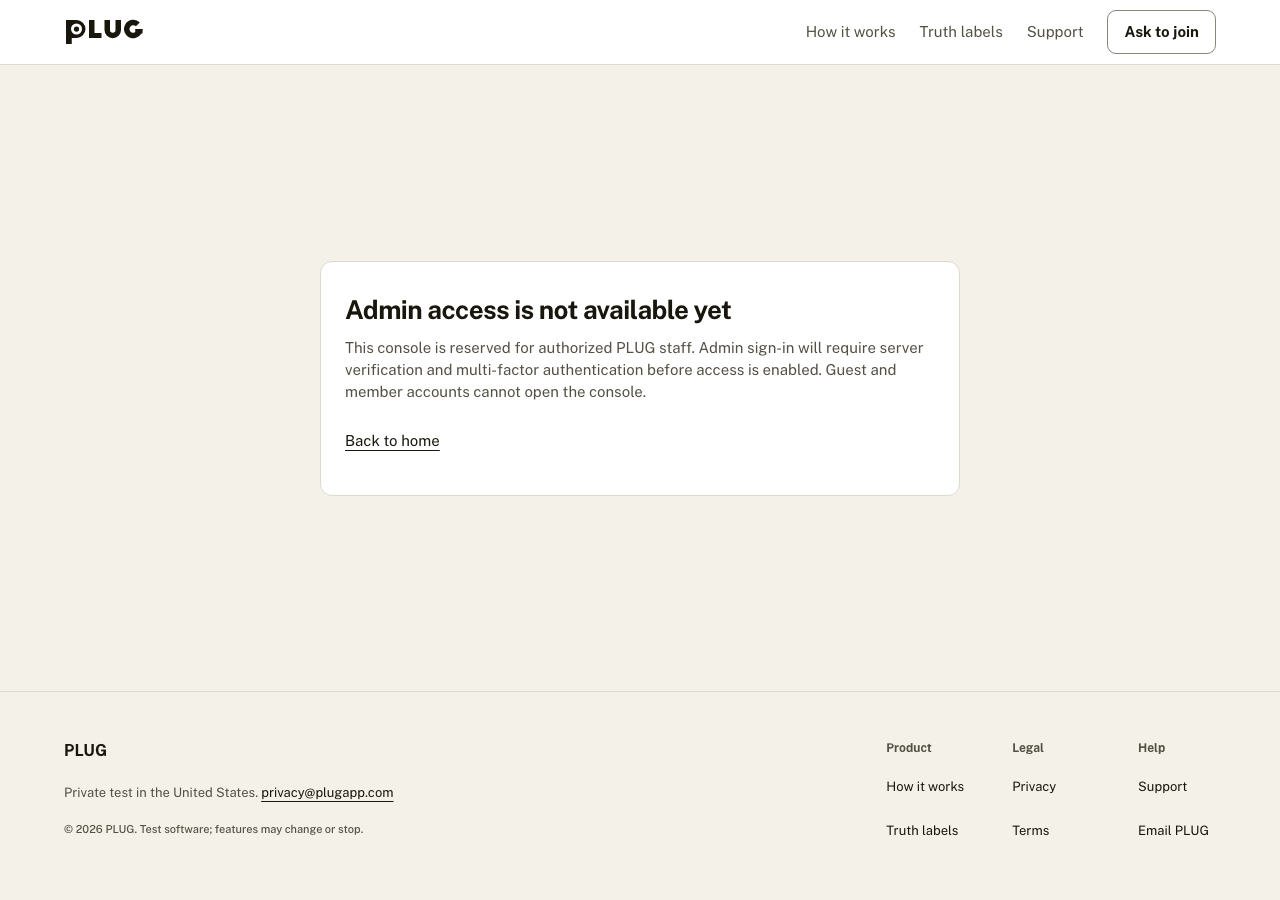 PLUG
How it works
Truth labels
Support
Ask to join
Admin access is not available yet
This console is reserved for authorized PLUG staff. Admin sign-in will require server
verification and multi-factor authentication before access is enabled. Guest and
member accounts cannot open the console.
Back to home
PLUG
Private test in the United States. privacy@plugapp.com
© 2026 PLUG. Test software; features may change or stop.
Product
How it works
Truth labels
Legal
Privacy
Terms
Help
Support
Email PLUG